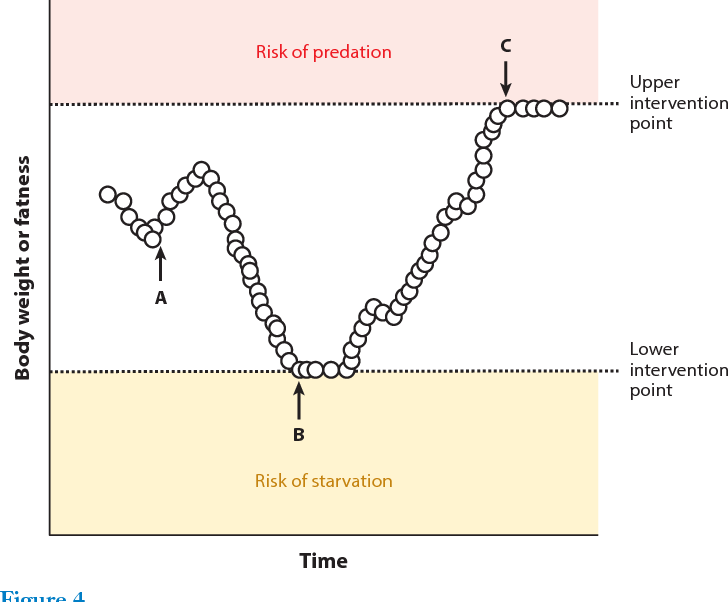 Risk of predation
C
Upper
intervention
point
Body weight or fatness
A
Lower
intervention
point
B
Risk of starvation
Time
Figure 4